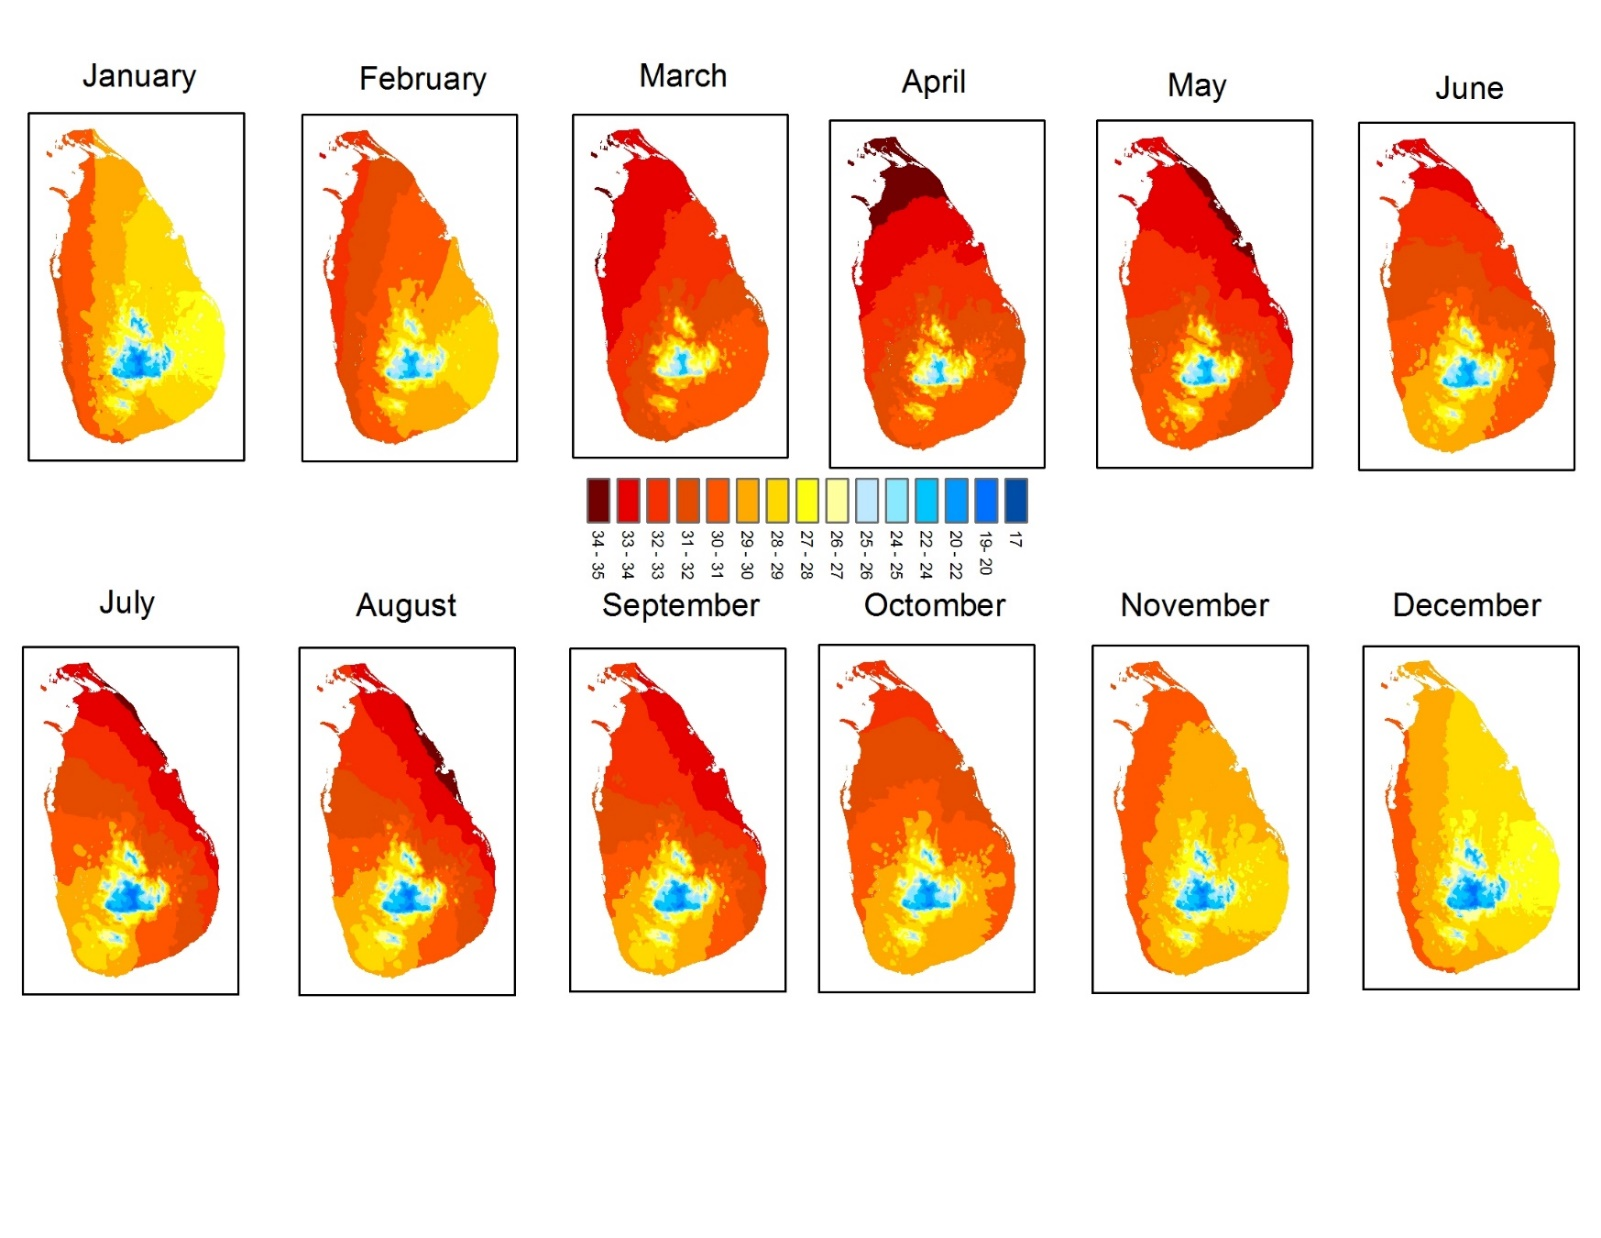 January
February
March
April
May
June
34 - 35
33 - 34
32 - 33
31 - 32
30 - 31
29 - 30
28 - 29
27 - 28
26 - 27
25 - 26
24 - 25
22 - 24
20 - 22
19- 20
17
July
August
September
Octomber
November
December